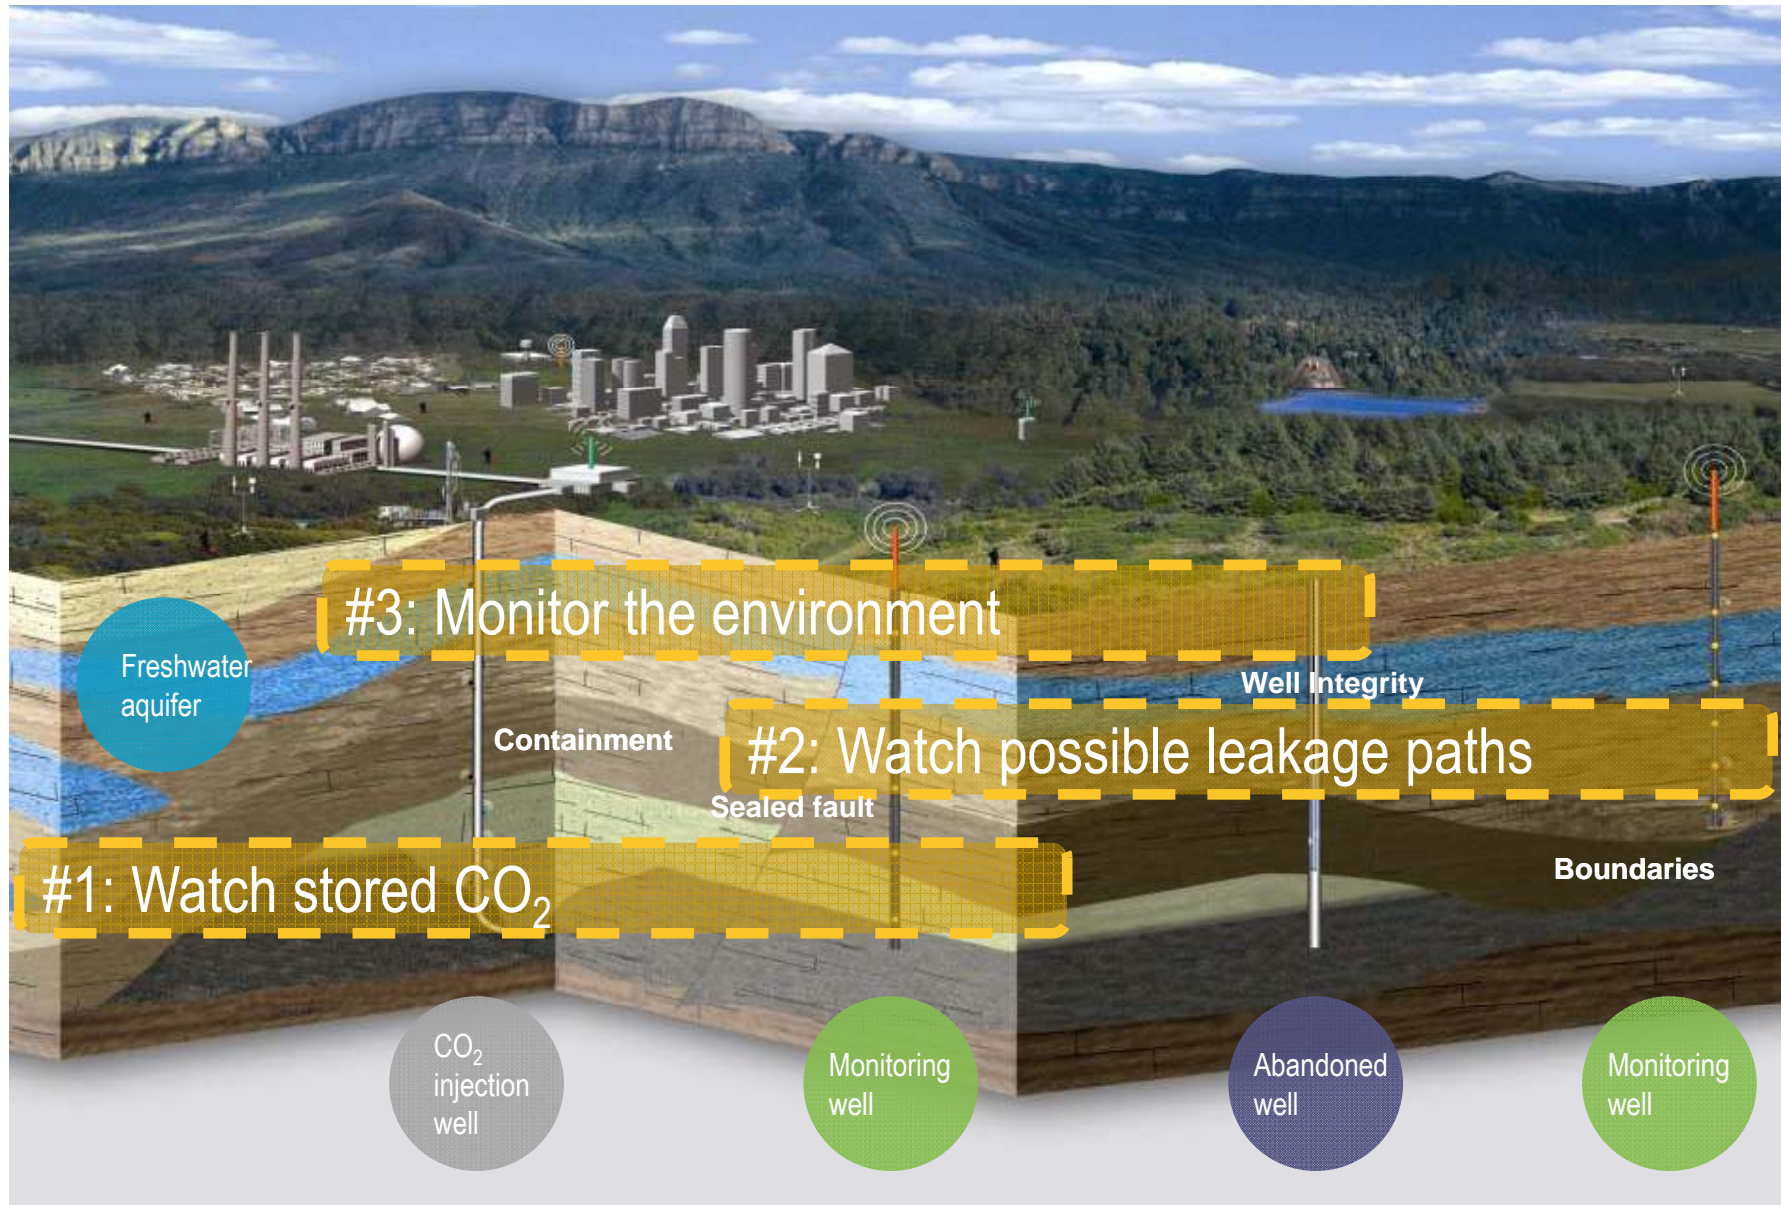 #3: Monitor the environment
Freshwater
aquifer
Well Integrity
Containment
#2: Watch possible leakage paths
Sealed fault
#1: Watch stored CO₂
Boundaries
CO₂
injection
well
Monitoring
well
Abandoned
well
Monitoring
well